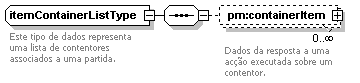 itemContainerListType
pm:containerItem
0..∞
Este tipo de dados representa
uma lista de contentores
associados a uma partida.
Dados da resposta a uma
acção executada sobre um
contentor.